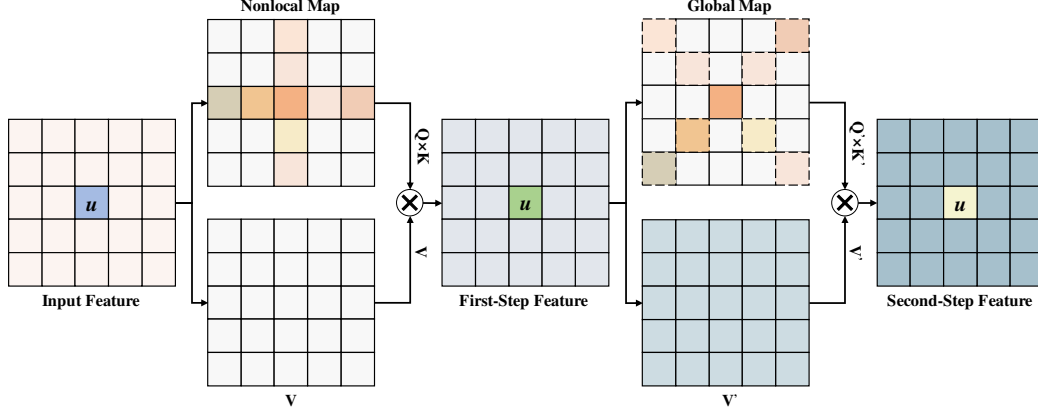 Nonlocal Map
Global Map
Q×K
Q'×K'
u
u
u
V
V'
Input Feature
First-Step Feature
Second-Step Feature
V
V'